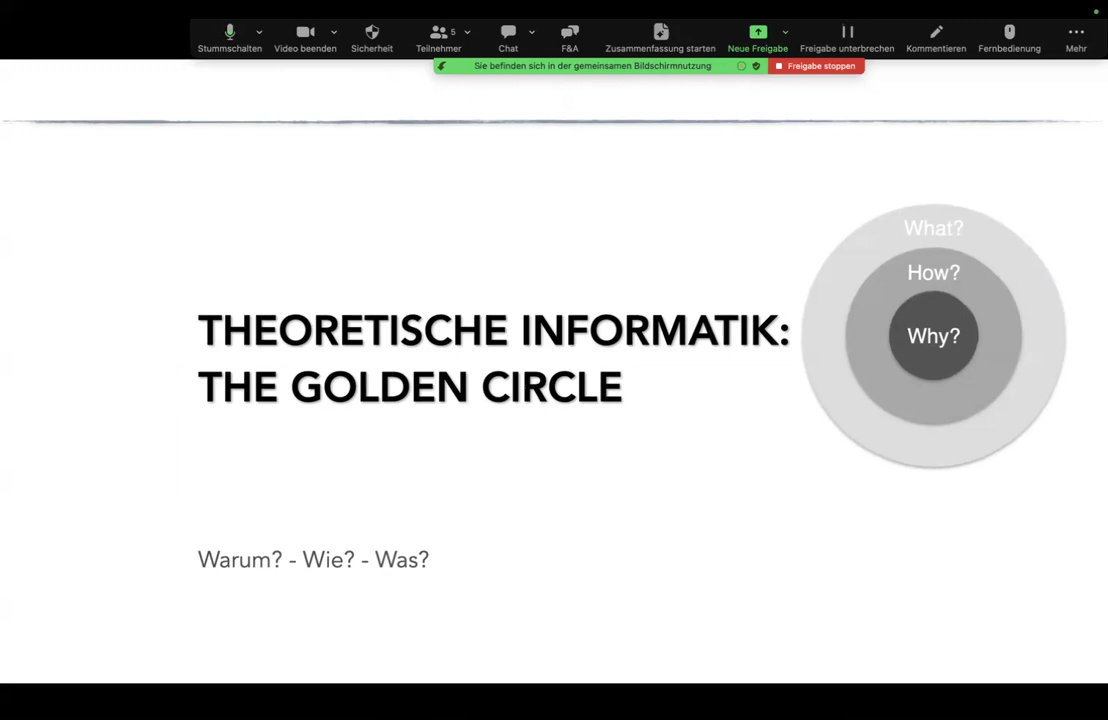 Stummschalten
Video beenden
Sicherheit
5
Teilnehmer
Chat
F&A
Zusammenfassung starten
Neue Freigabe
Freigabe unterbrechen
Kommentieren
Fernbedienung
Mehr
Sie befinden sich in der gemeinsamen Bildschirmnutzung
Freigabe stoppen
What?
How?
Why?
THEORETISCHE INFORMATIK:
THE GOLDEN CIRCLE
Warum? - Wie? - Was?